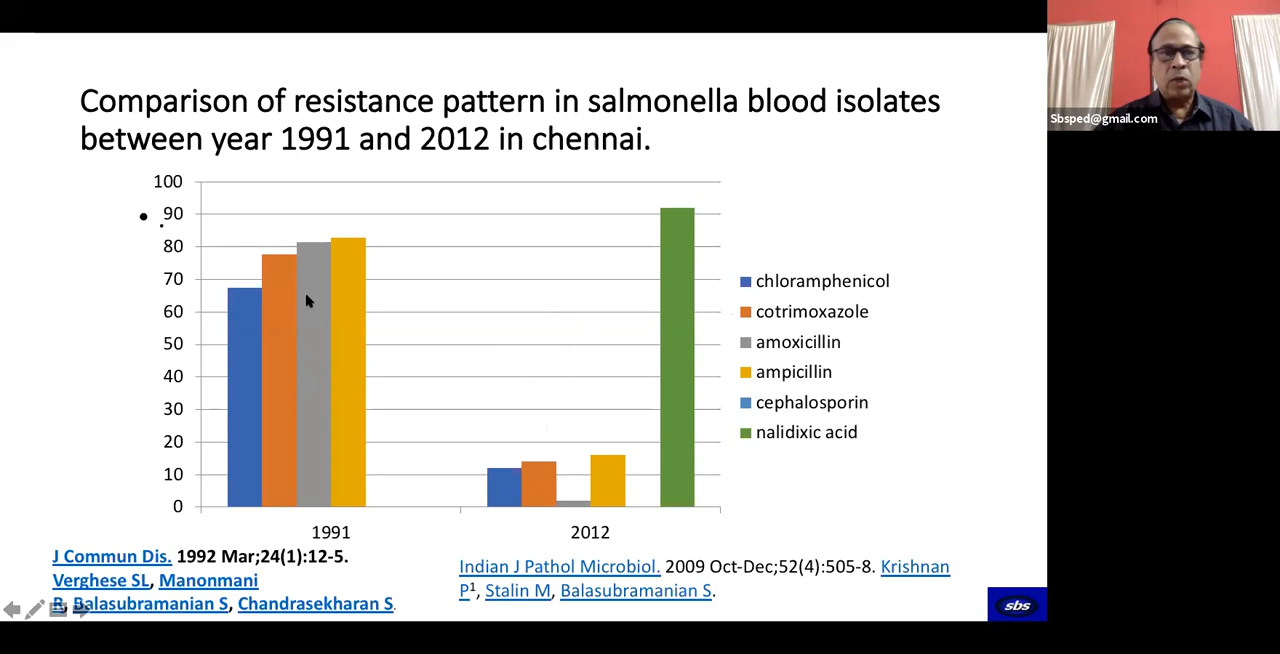 Comparison of resistance pattern in salmonella blood isolates
between year 1991 and 2012 in chennai.
Sbsped@gmail.com
100
• 90
.
80
70
60
50
40
30
20
10
0
1991
2012
chloramphenicol
cotrimoxazole
amoxicillin
ampicillin
cephalosporin
nalidixic acid
J Commun Dis. 1992 Mar;24(1):12-5.
Verghese SL, Manonmani
R, Balasubramanian S, Chandrasekharan S.
Indian J Pathol Microbiol. 2009 Oct-Dec;52(4):505-8. Krishnan
P1, Stalin M, Balasubramanian S.
sbs